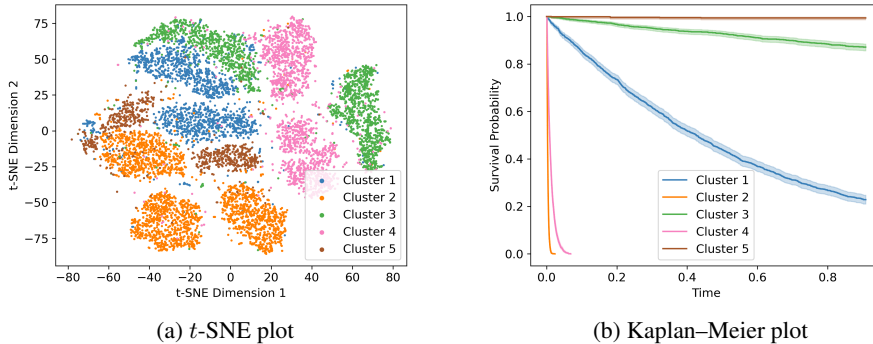 75
50
25
0
−25
−50
−75
t-SNE Dimension 2
−80
−60
−40
−20
0
20
40
60
80
t-SNE Dimension 1
Cluster 1
Cluster 2
Cluster 3
Cluster 4
Cluster 5
(a) t-SNE plot
1.0
0.8
0.6
0.4
0.2
0.0
Survival Probability
Cluster 1
Cluster 2
Cluster 3
Cluster 4
Cluster 5
0.0
0.2
0.4
0.6
0.8
Time
(b) Kaplan–Meier plot